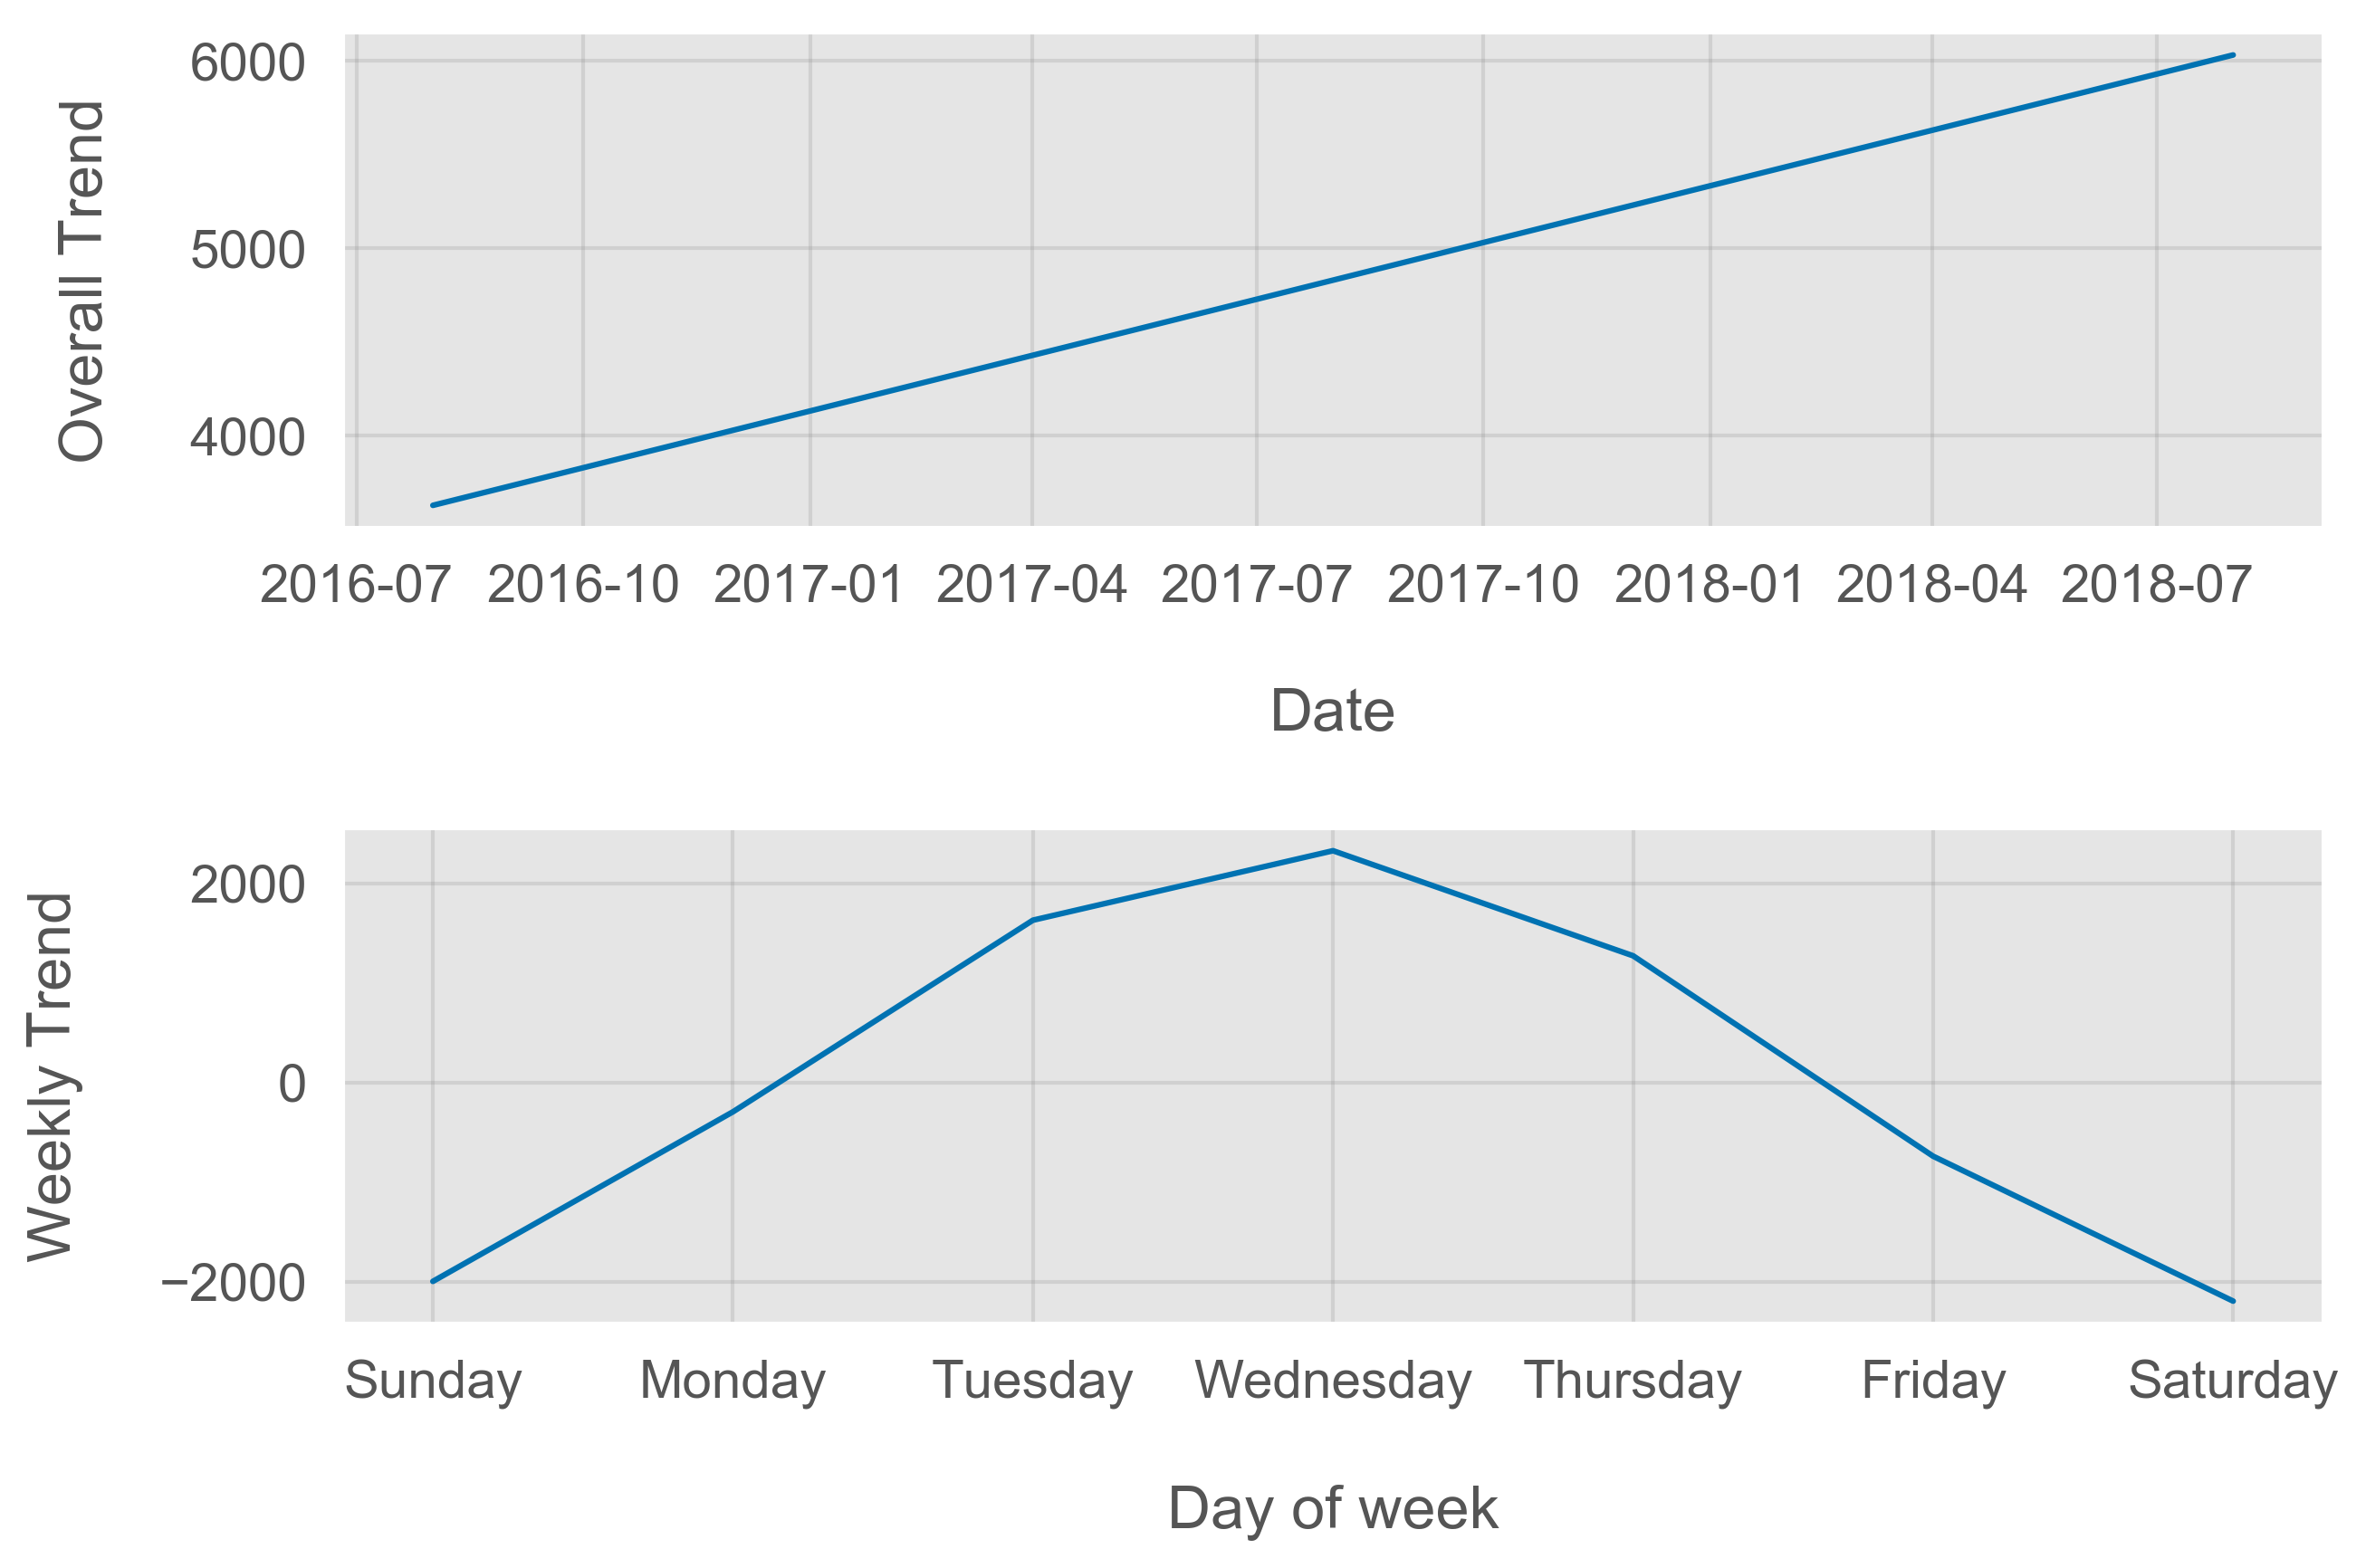 Overall Trend
6000
5000
4000
2016-07 2016-10 2017-01 2017-04 2017-07 2017-10 2018-01 2018-04 2018-07
Date
Weekly Trend
2000
0
−2000
Sunday Monday Tuesday Wednesday Thursday Friday Saturday
Day of week